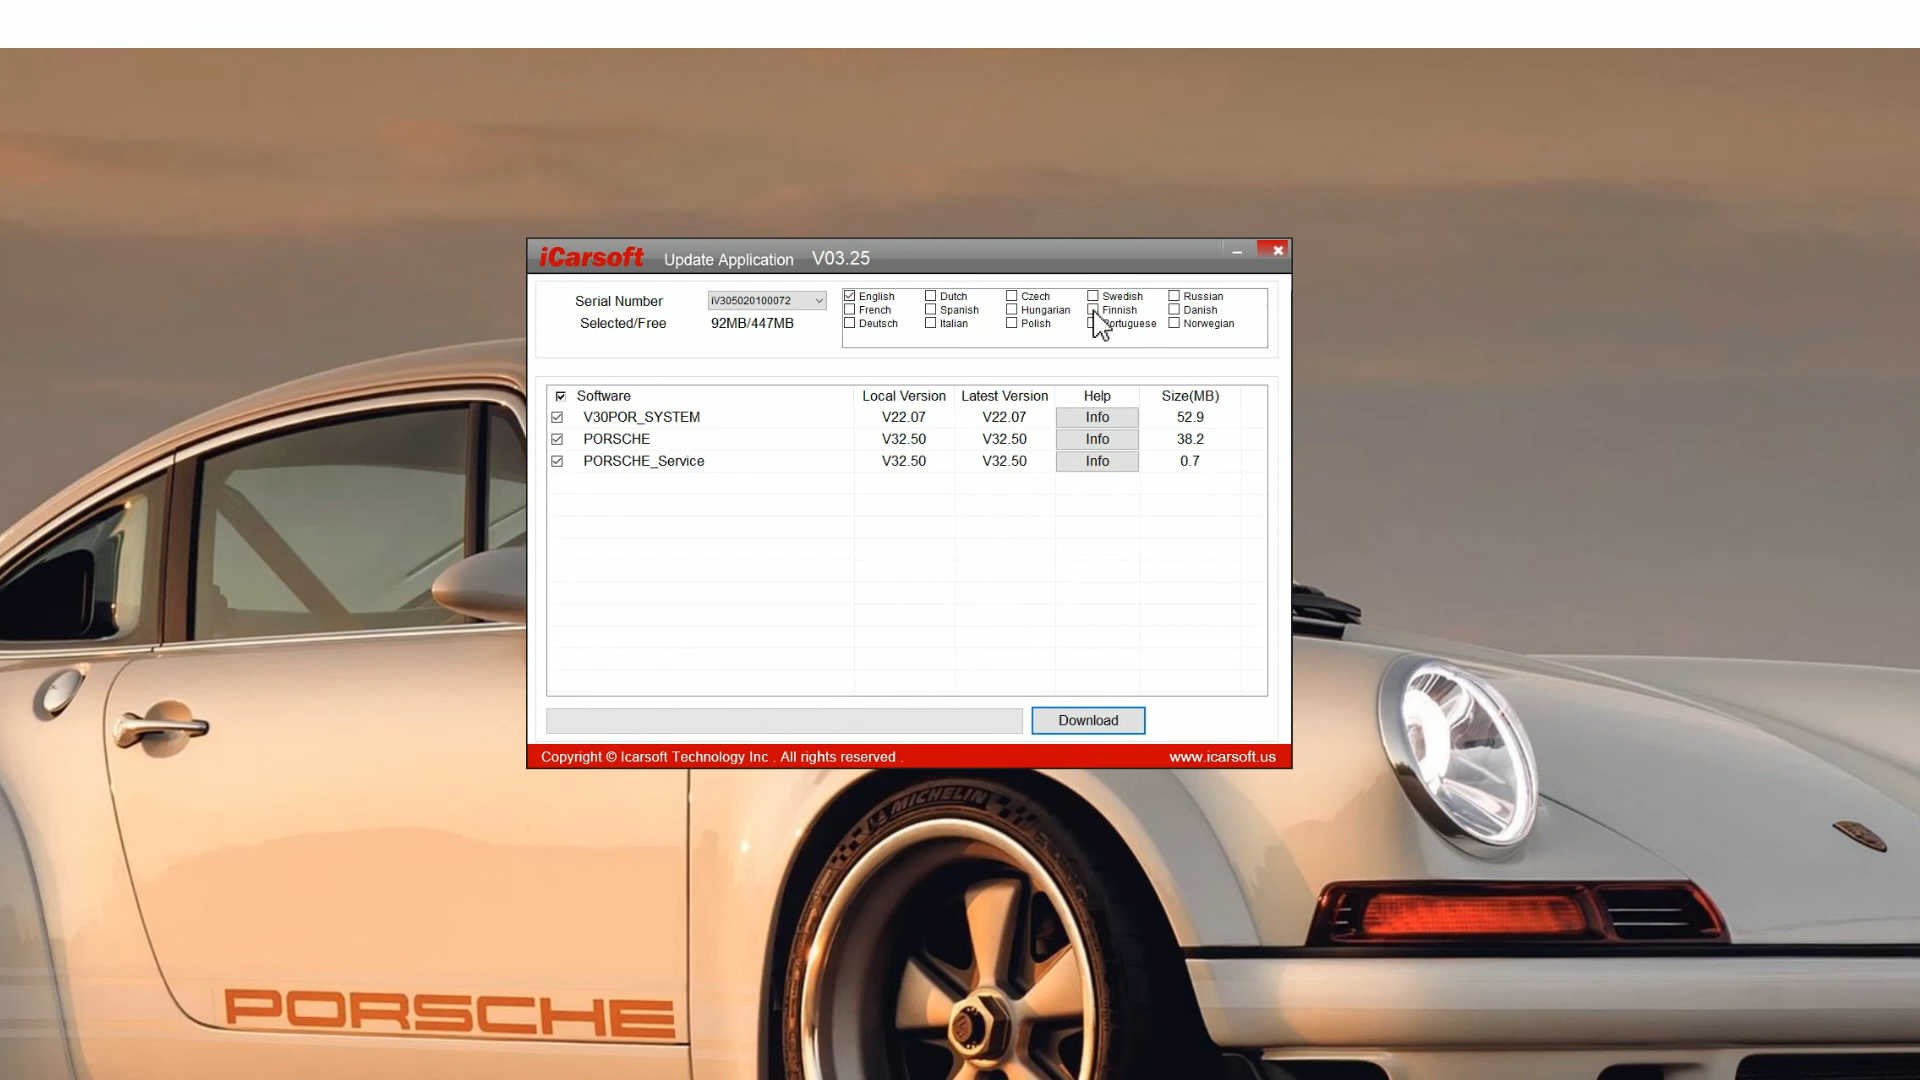 iCarsoft Update Application V03.25
Serial Number iV305020100072
Selected/Free 92MB/447MB
English Dutch Czech Swedish Russian
French Spanish Hungarian Finnish Danish
Deutsch Italian Polish Portuguese Norwegian
Software Local Version Latest Version Help Size(MB)
V30POR_SYSTEM V22.07 V22.07 Info 52.9
PORSCHE V32.50 V32.50 Info 38.2
PORSCHE_Service V32.50 V32.50 Info 0.7
Download
Copyright © Icarsoft Technology Inc . All rights reserved . www.icarsoft.us
MICHELIN
PORSCHE